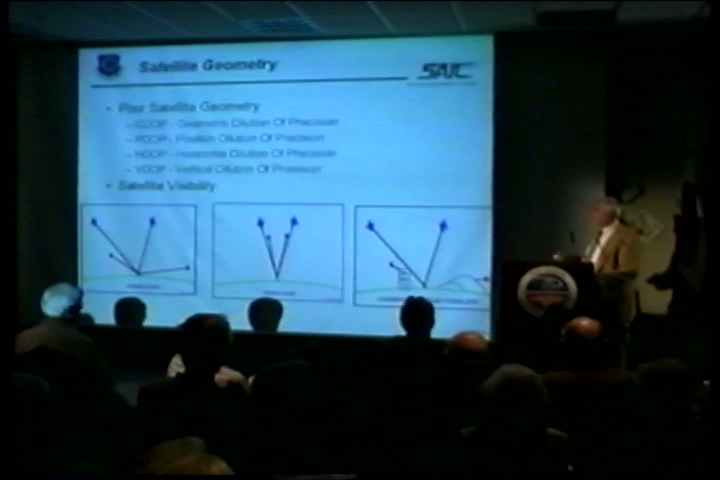 Satellite Geometry
SAIC
• Poor Satellite Geometry
– GDOP - Geometric Dilution Of Precision
– PDOP - Position Dilution Of Precision
– HDOP - Horizontal Dilution Of Precision
– VDOP - Vertical Dilution Of Precision
• Satellite Visibility